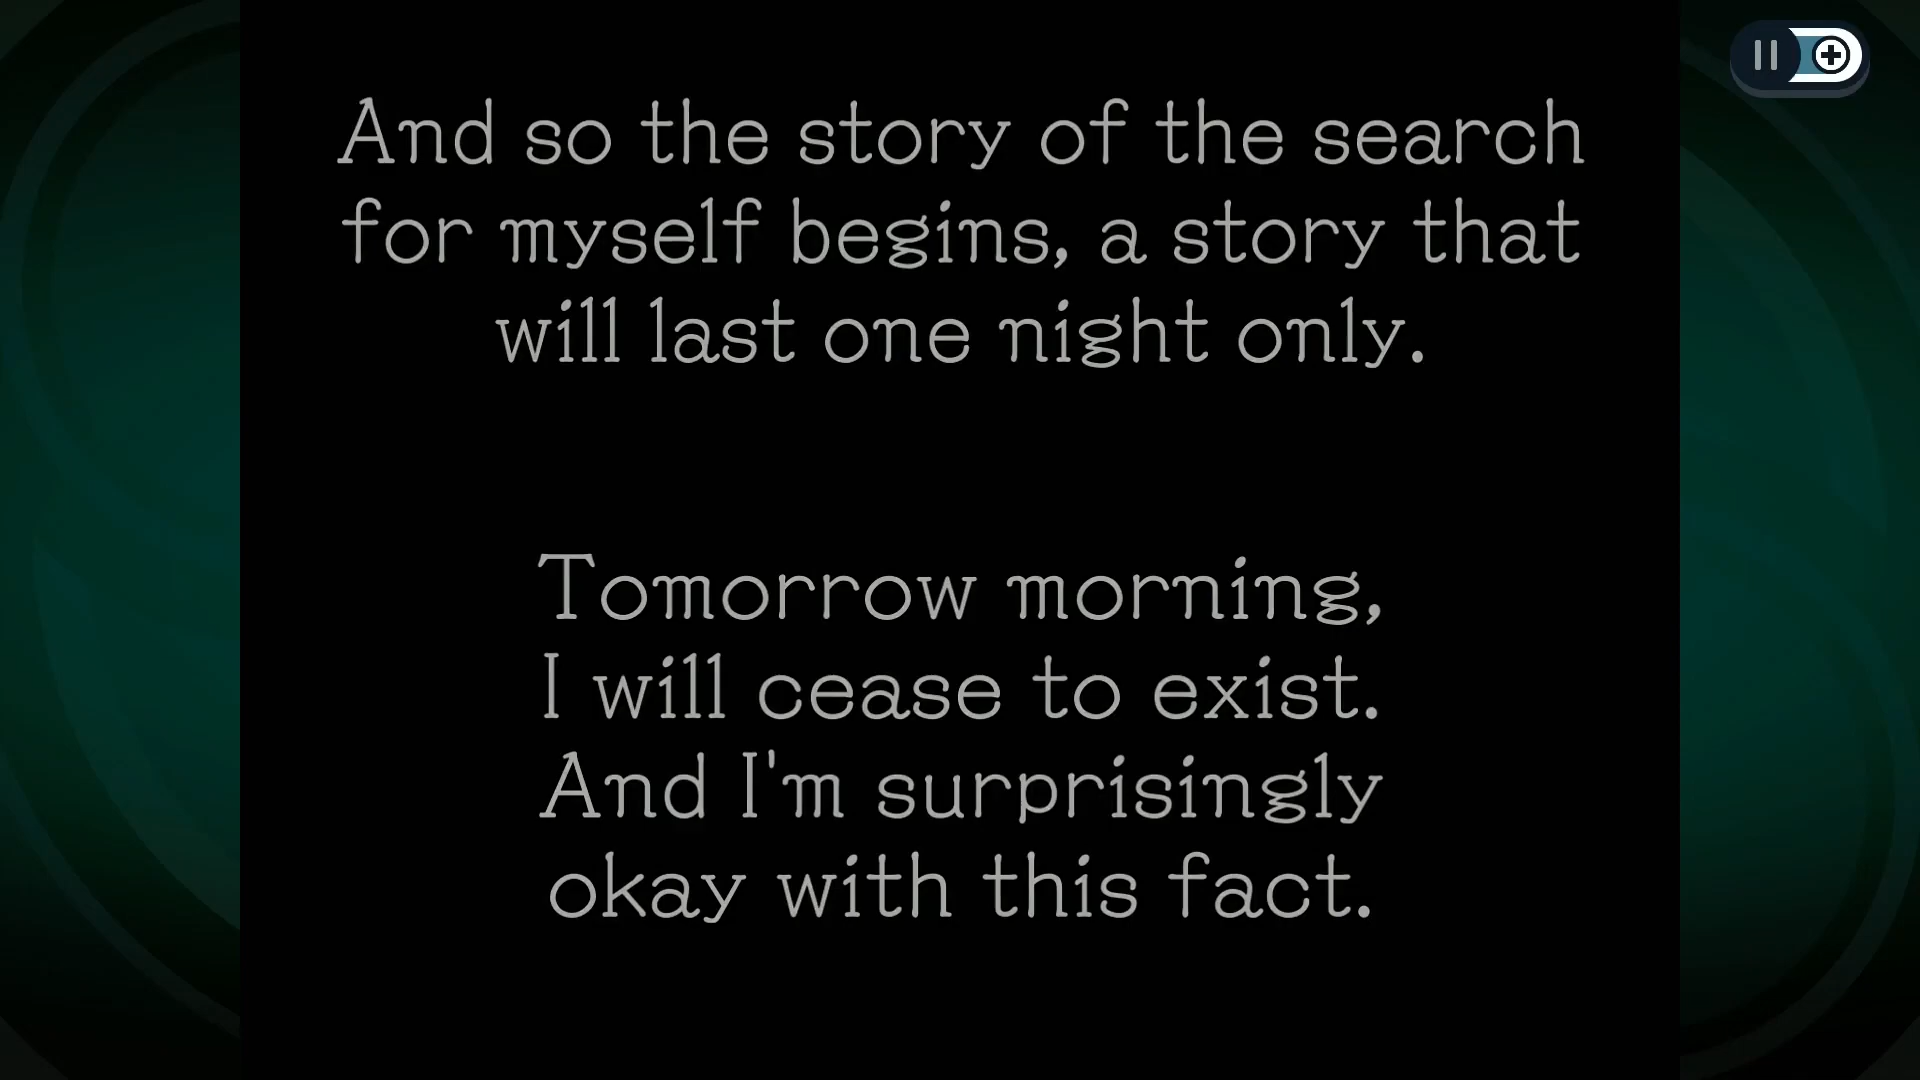 And so the story of the search
for myself begins, a story that
will last one night only.
Tomorrow morning,
I will cease to exist.
And I'm surprisingly
okay with this fact.